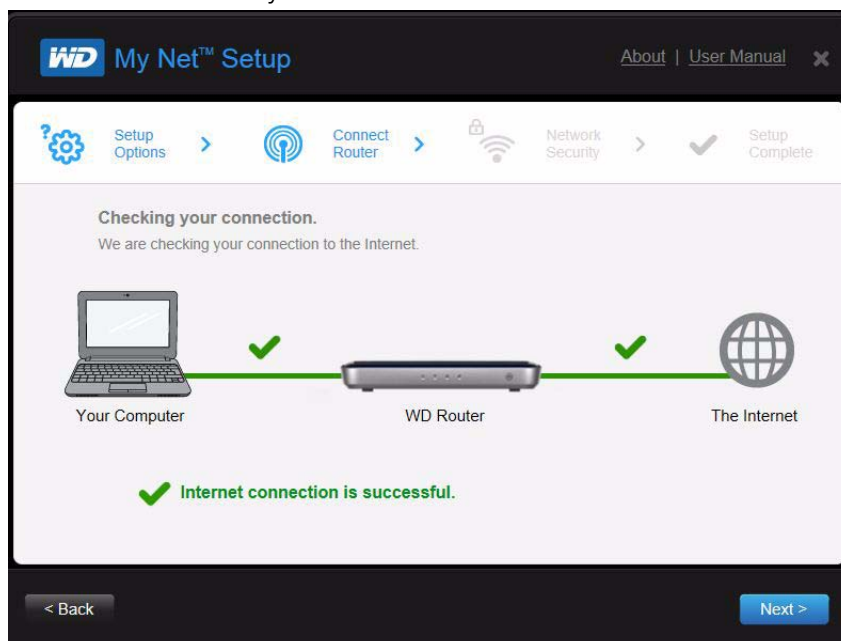 WD My Net™ Setup
About | User Manual
Setup Options >
Connect Router >
Network Security >
Setup Complete
Checking your connection.
We are checking your connection to the Internet.
Your Computer
WD Router
The Internet
Internet connection is successful.
< Back
Next >